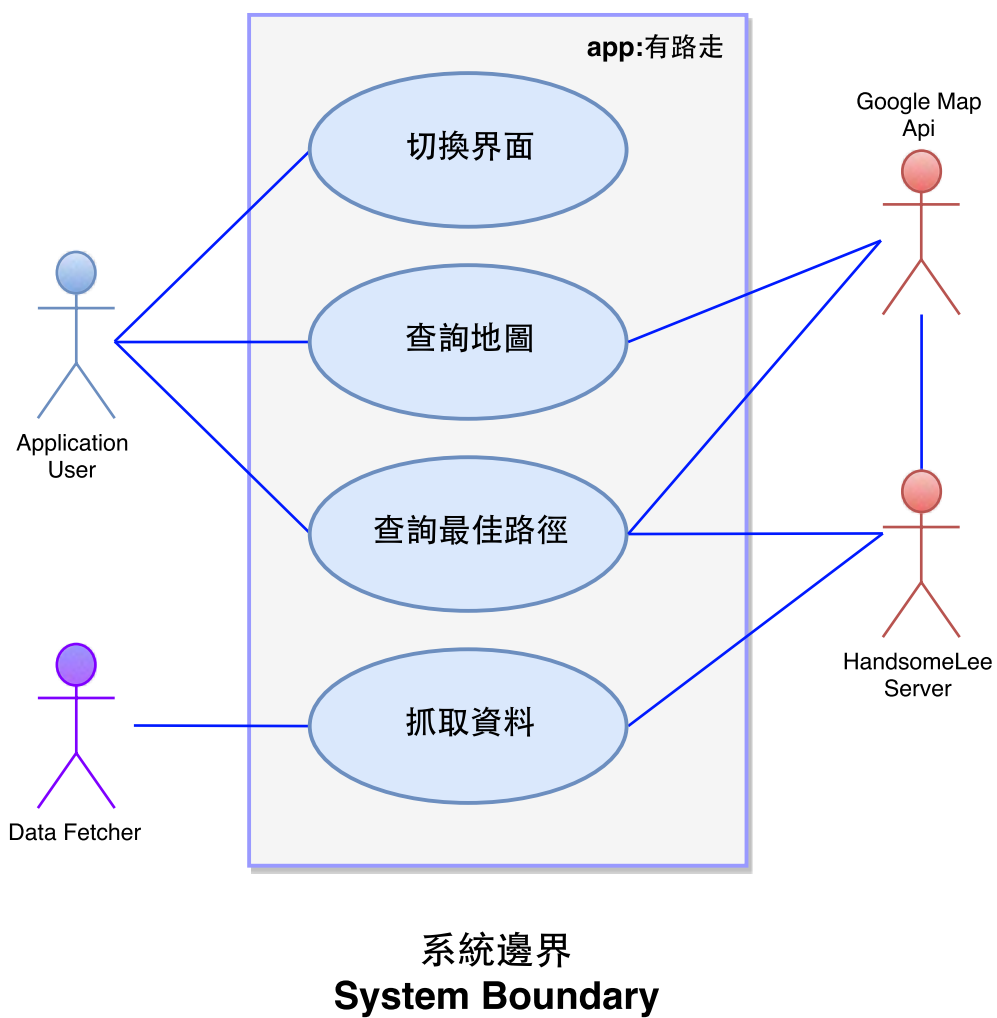 app:有路走
切換界面
Google Map
Api
查詢地圖
Application
User
查詢最佳路徑
HandsomeLee
Server
抓取資料
Data Fetcher
系統邊界
System Boundary